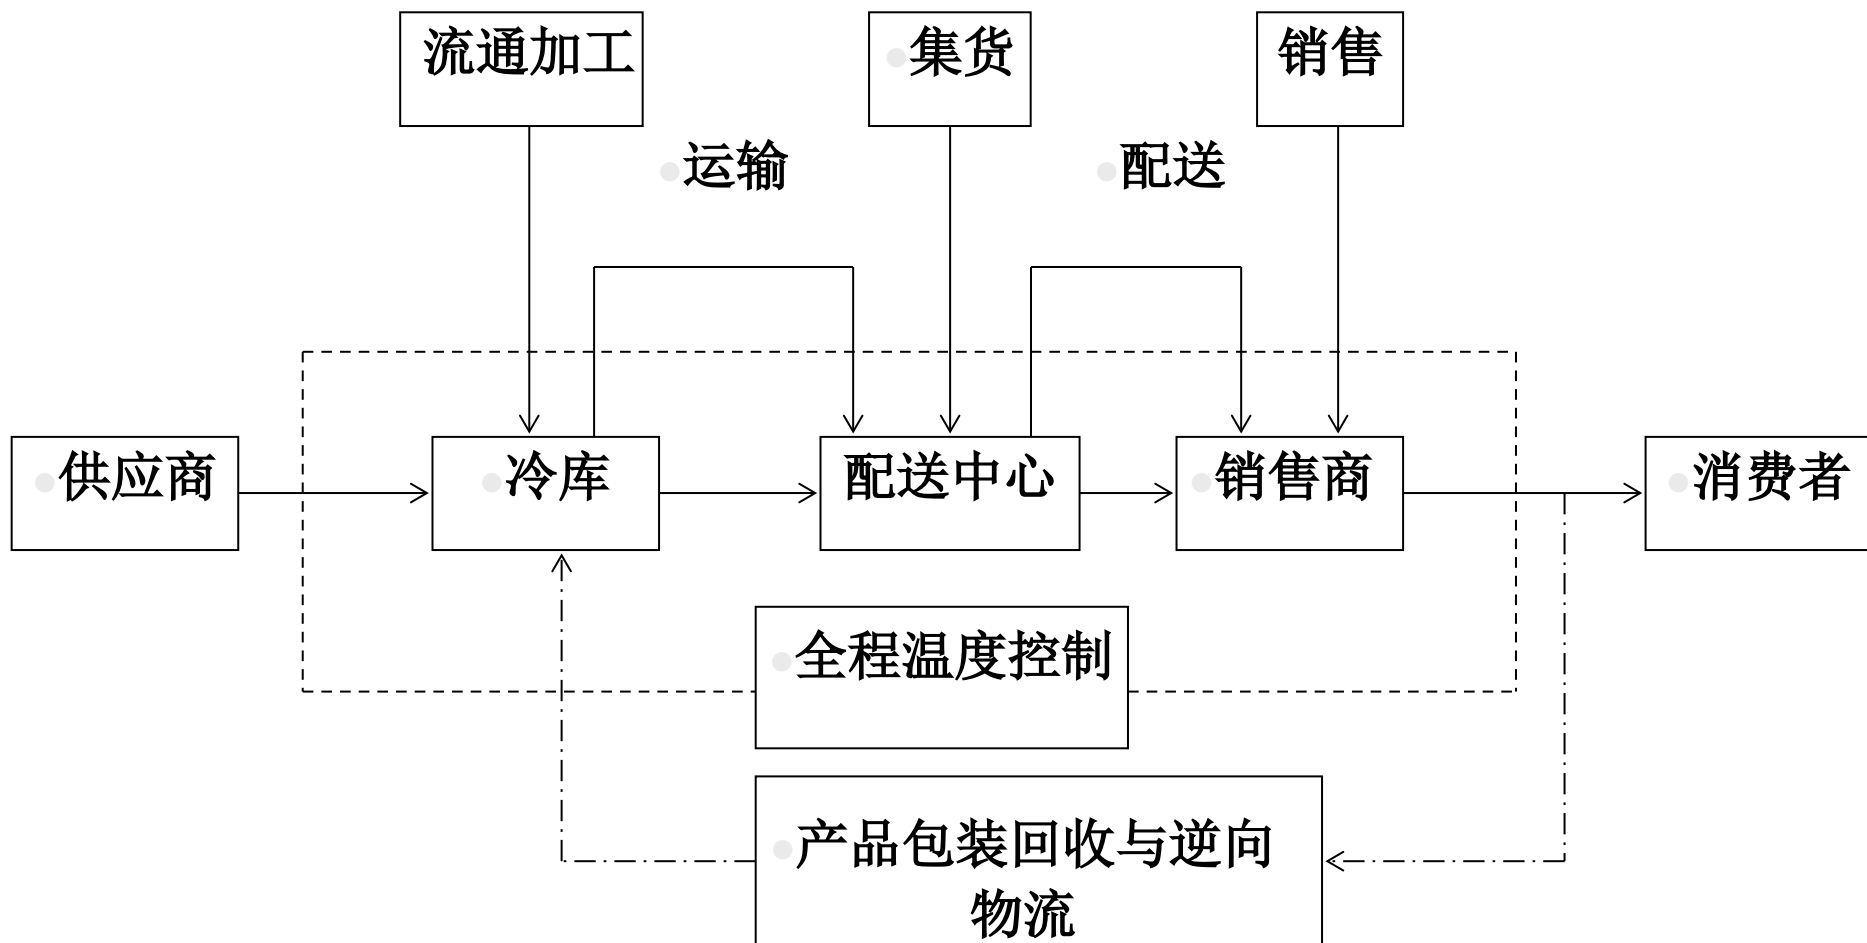 流通加工
集货
销售
运输
配送
供应商
冷库
配送中心
销售商
消费者
全程温度控制
产品包装回收与逆向
物流